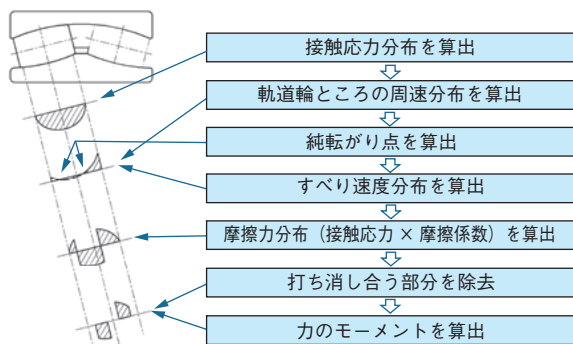 接触応力分布を算出
軌道輪ところの周速分布を算出
純転がり点を算出
すべり速度分布を算出
摩擦力分布（接触応力 × 摩擦係数）を算出
打ち消し合う部分を除去
力のモーメントを算出